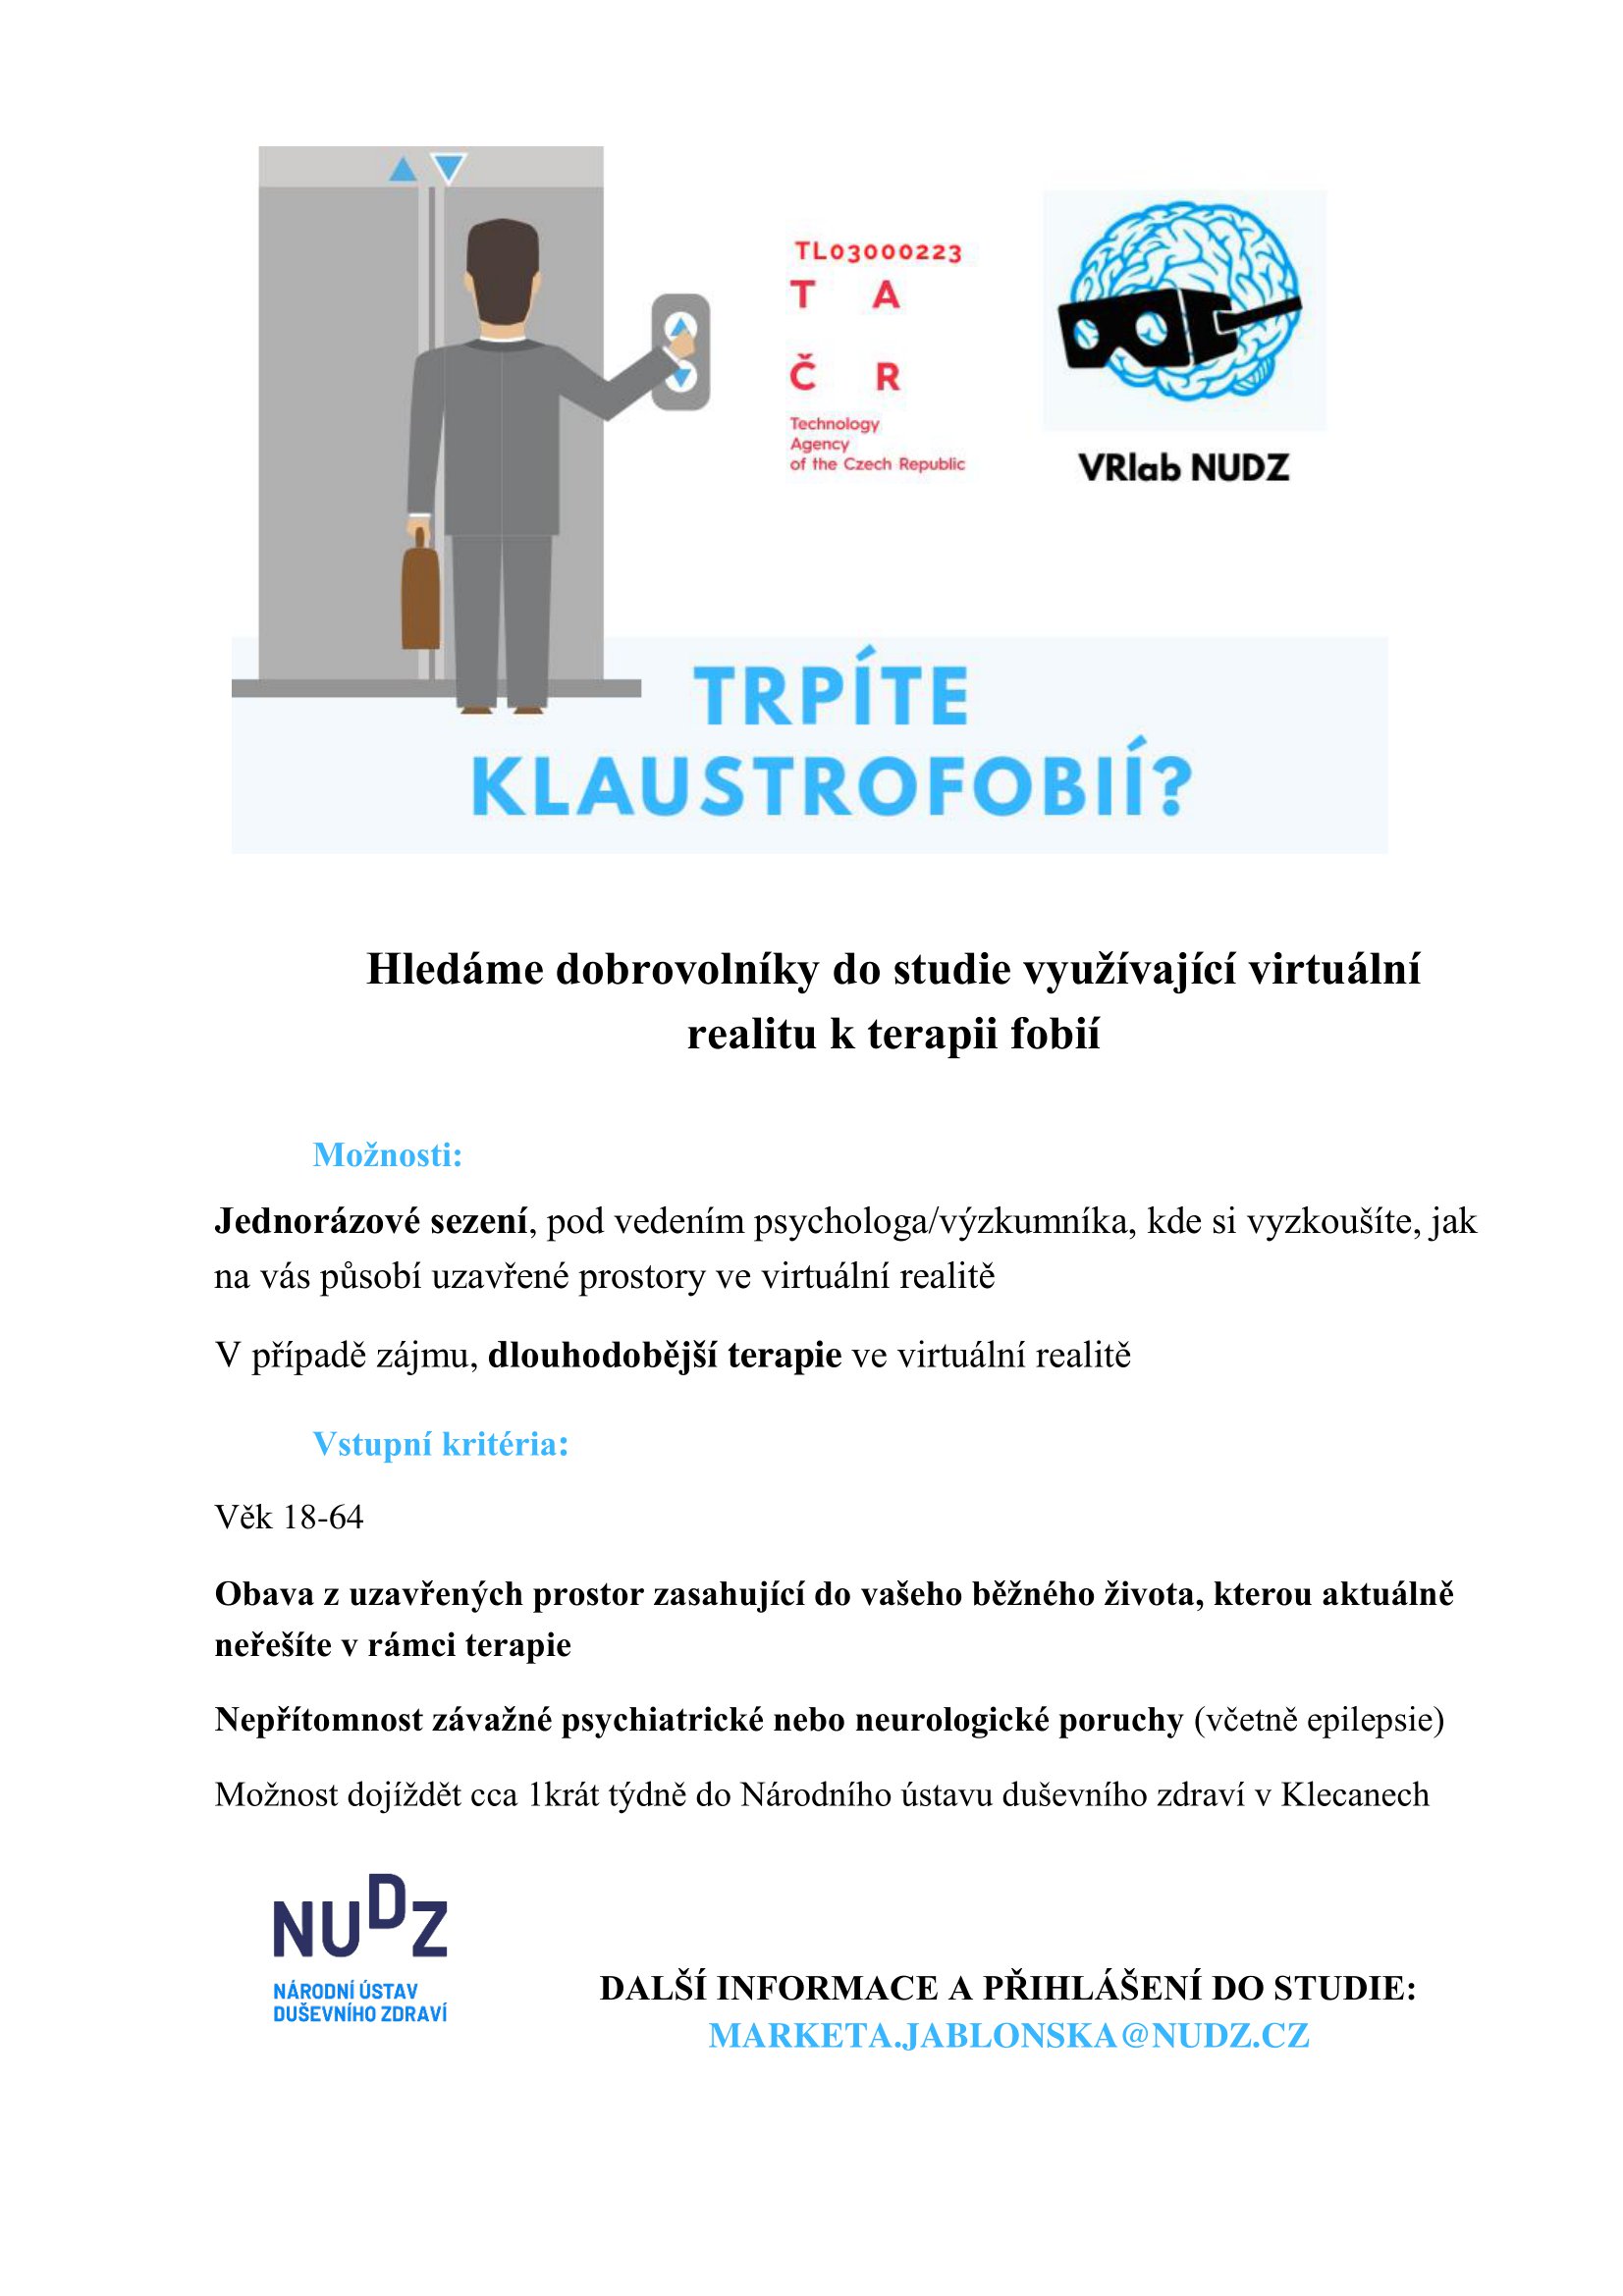 TL03000223
T A
Č R
Technology
Agency
of the Czech Republic
VRlab NUDZ
TRPÍTE
KLAUSTROFOBIÍ?
Hledáme dobrovolníky do studie využívající virtuální
realitu k terapii fobií
Možnosti:
Jednorázové sezení, pod vedením psychologa/výzkumníka, kde si vyzkoušíte, jak
na vás působí uzavřené prostory ve virtuální realitě
V případě zájmu, dlouhodobější terapie ve virtuální realitě
Vstupní kritéria:
Věk 18-64
Obava z uzavřených prostor zasahující do vašeho běžného života, kterou aktuálně
neřešíte v rámci terapie
Nepřítomnost závažné psychiatrické nebo neurologické poruchy (včetně epilepsie)
Možnost dojíždět cca 1krát týdně do Národního ústavu duševního zdraví v Klecanech
NUDZ
NÁRODNÍ ÚSTAV
DUŠEVNÍHO ZDRAVÍ
DALŠÍ INFORMACE A PŘIHLÁŠENÍ DO STUDIE:
MARKETA.JABLONSKA@NUDZ.CZ